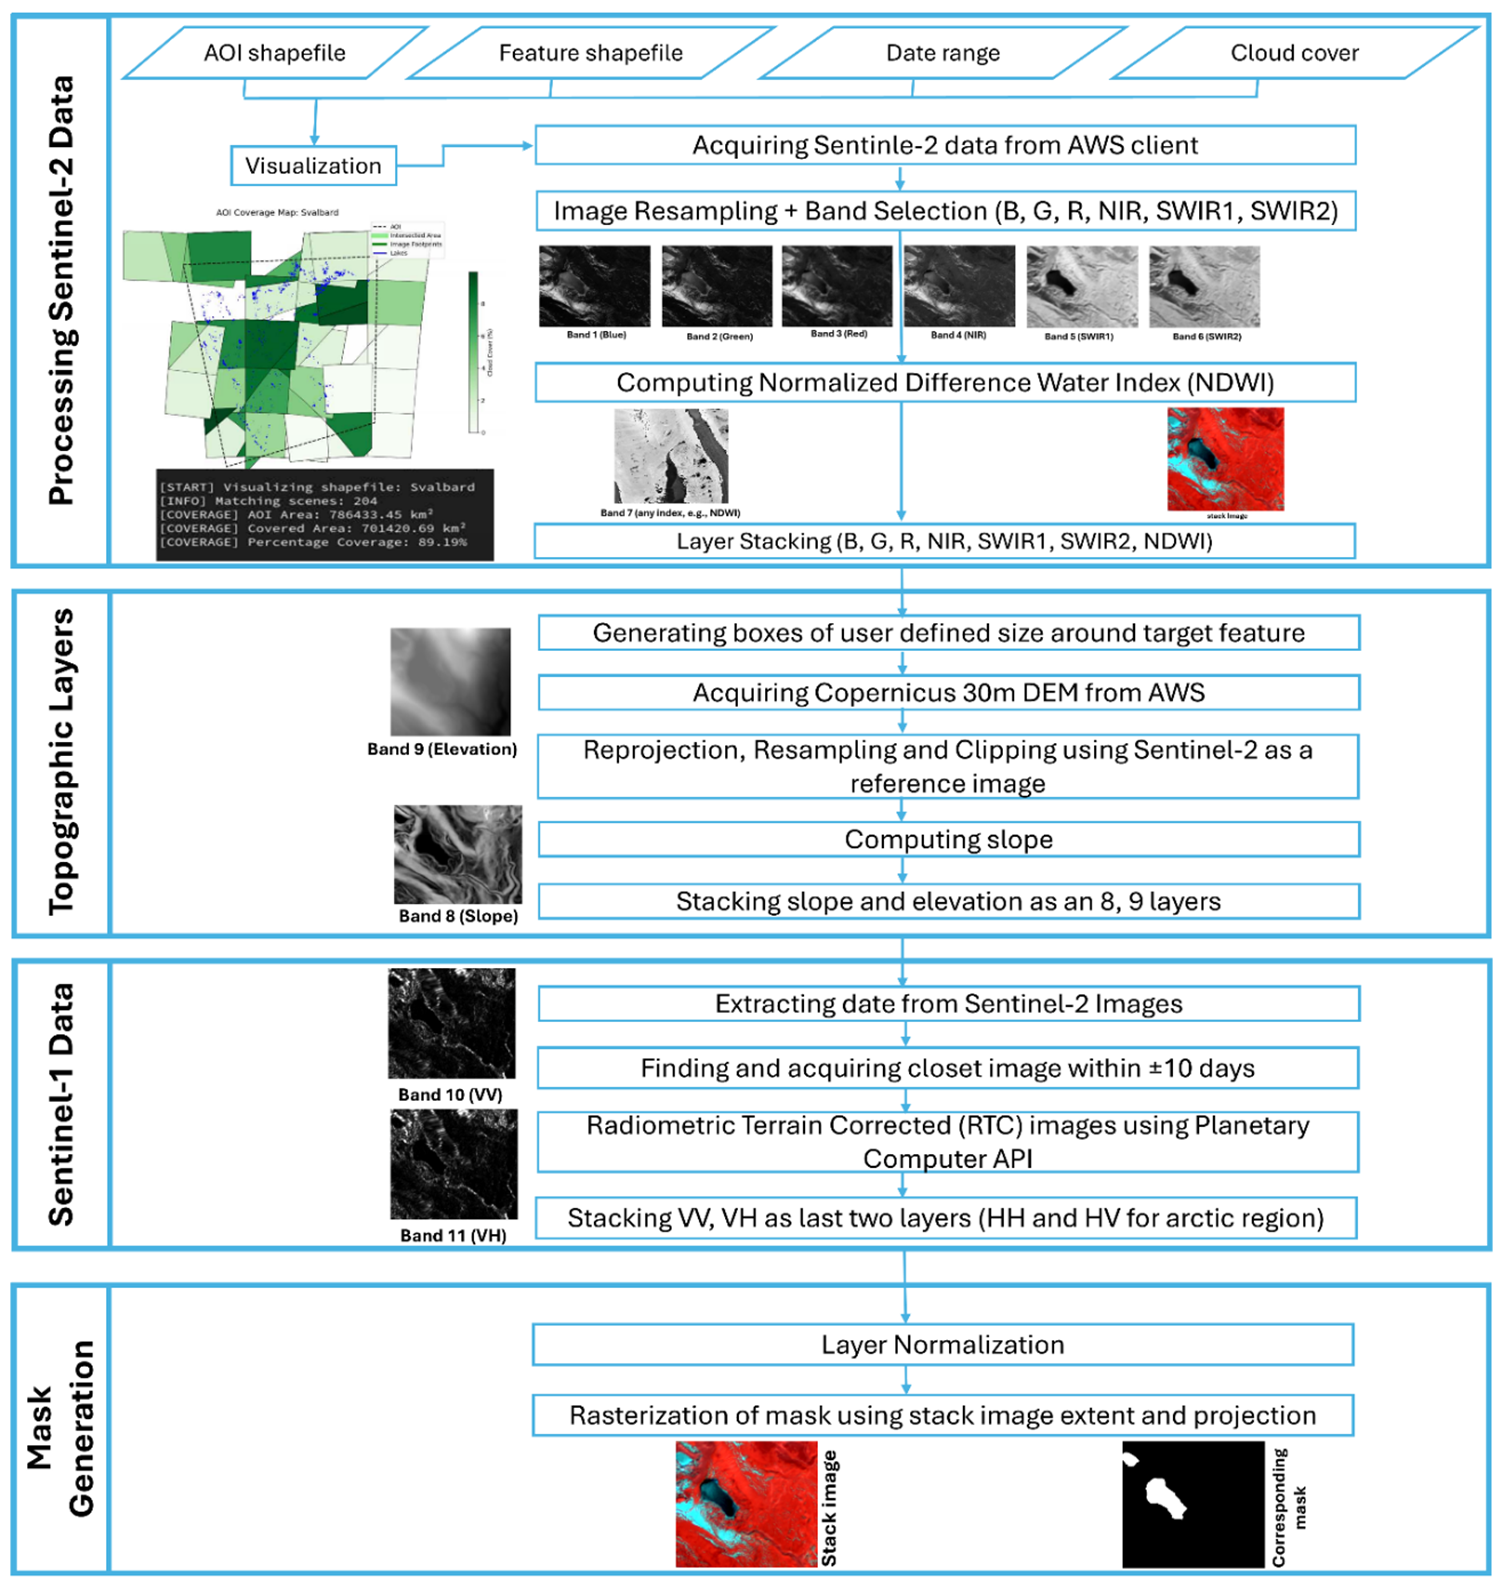 Processing Sentinel-2 Data
AOI shapefile
Feature shapefile
Date range
Cloud cover
Visualization
Acquiring Sentinle-2 data from AWS client
Image Resampling + Band Selection (B, G, R, NIR, SWIR1, SWIR2)
AOI Coverage Map: Svalbard
AOI
Intersected Area
Image Footprints
Lakes
8
6
4
2
0
Cloud Cover (%)
Band 1 (Blue)
Band 2 (Green)
Band 3 (Red)
Band 4 (NIR)
Band 5 (SWIR1)
Band 6 (SWIR2)
Computing Normalized Difference Water Index (NDWI)
Band 7 (any index, e.g., NDWI)
stack Image
[START] Visualizing shapefile: Svalbard
[INFO] Matching scenes: 204
[COVERAGE] AOI Area: 786433.45 km²
[COVERAGE] Covered Area: 701420.69 km²
[COVERAGE] Percentage Coverage: 89.19%
Layer Stacking (B, G, R, NIR, SWIR1, SWIR2, NDWI)
Topographic Layers
Generating boxes of user defined size around target feature
Acquiring Copernicus 30m DEM from AWS
Band 9 (Elevation)
Reprojection, Resampling and Clipping using Sentinel-2 as a
reference image
Computing slope
Stacking slope and elevation as an 8, 9 layers
Band 8 (Slope)
Sentinel-1 Data
Extracting date from Sentinel-2 Images
Finding and acquiring closet image within ±10 days
Band 10 (VV)
Radiometric Terrain Corrected (RTC) images using Planetary
Computer API
Stacking VV, VH as last two layers (HH and HV for arctic region)
Band 11 (VH)
Mask
Generation
Layer Normalization
Rasterization of mask using stack image extent and projection
Stack image
Corresponding
mask